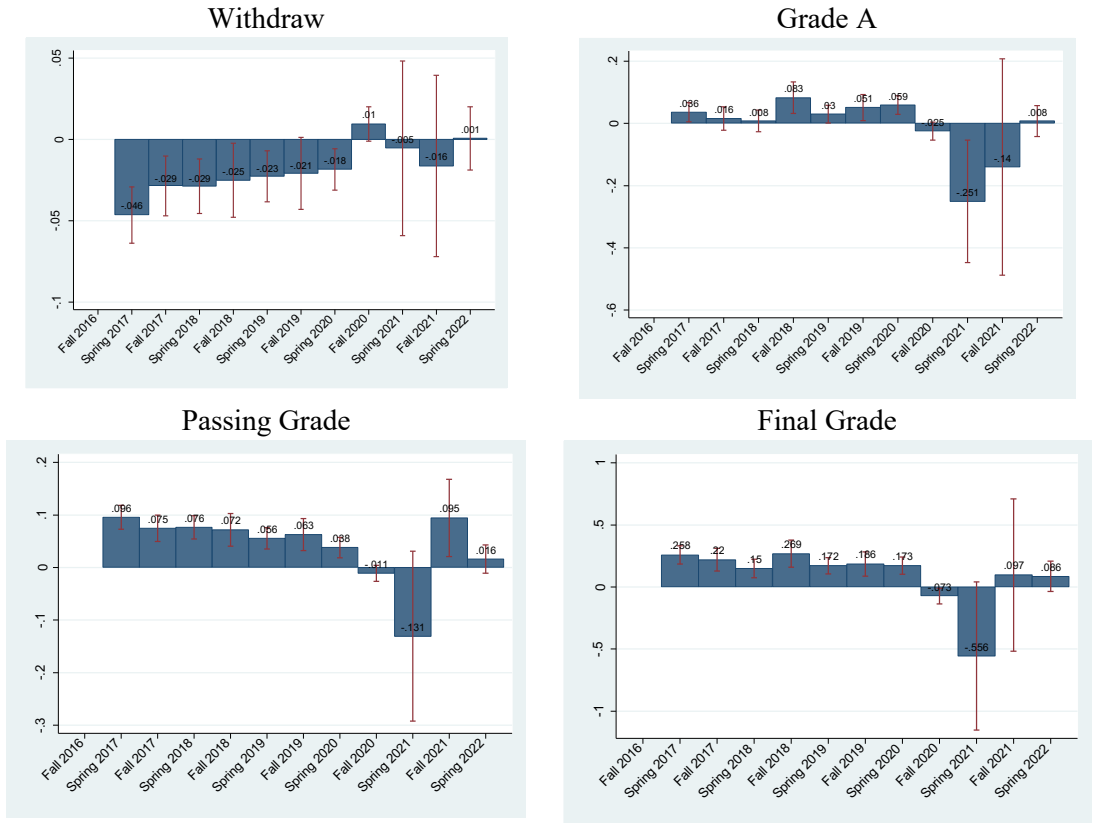 Withdraw
.05
0
-.05
-.1
-.046
-.029
-.029
-.025
-.023
-.021
-.018
.01
-.005
-.016
.001
Fall 2016
Spring 2017
Fall 2017
Spring 2018
Fall 2018
Spring 2019
Fall 2019
Spring 2020
Fall 2020
Spring 2021
Fall 2021
Spring 2022
Grade A
.2
0
-.2
-.4
-.6
.036
.016
.008
.083
.03
.051
.059
-.025
-.251
-.14
.008
Fall 2016
Spring 2017
Fall 2017
Spring 2018
Fall 2018
Spring 2019
Fall 2019
Spring 2020
Fall 2020
Spring 2021
Fall 2021
Spring 2022
Passing Grade
.2
.1
0
-.1
-.2
-.3
.096
.075
.076
.072
.056
.063
.038
-.011
-.131
.095
.016
Fall 2016
Spring 2017
Fall 2017
Spring 2018
Fall 2018
Spring 2019
Fall 2019
Spring 2020
Fall 2020
Spring 2021
Fall 2021
Spring 2022
Final Grade
1
.5
0
-.5
-1
.258
.22
.15
.269
.172
.186
.173
-.073
-.556
.097
.086
Fall 2016
Spring 2017
Fall 2017
Spring 2018
Fall 2018
Spring 2019
Fall 2019
Spring 2020
Fall 2020
Spring 2021
Fall 2021
Spring 2022